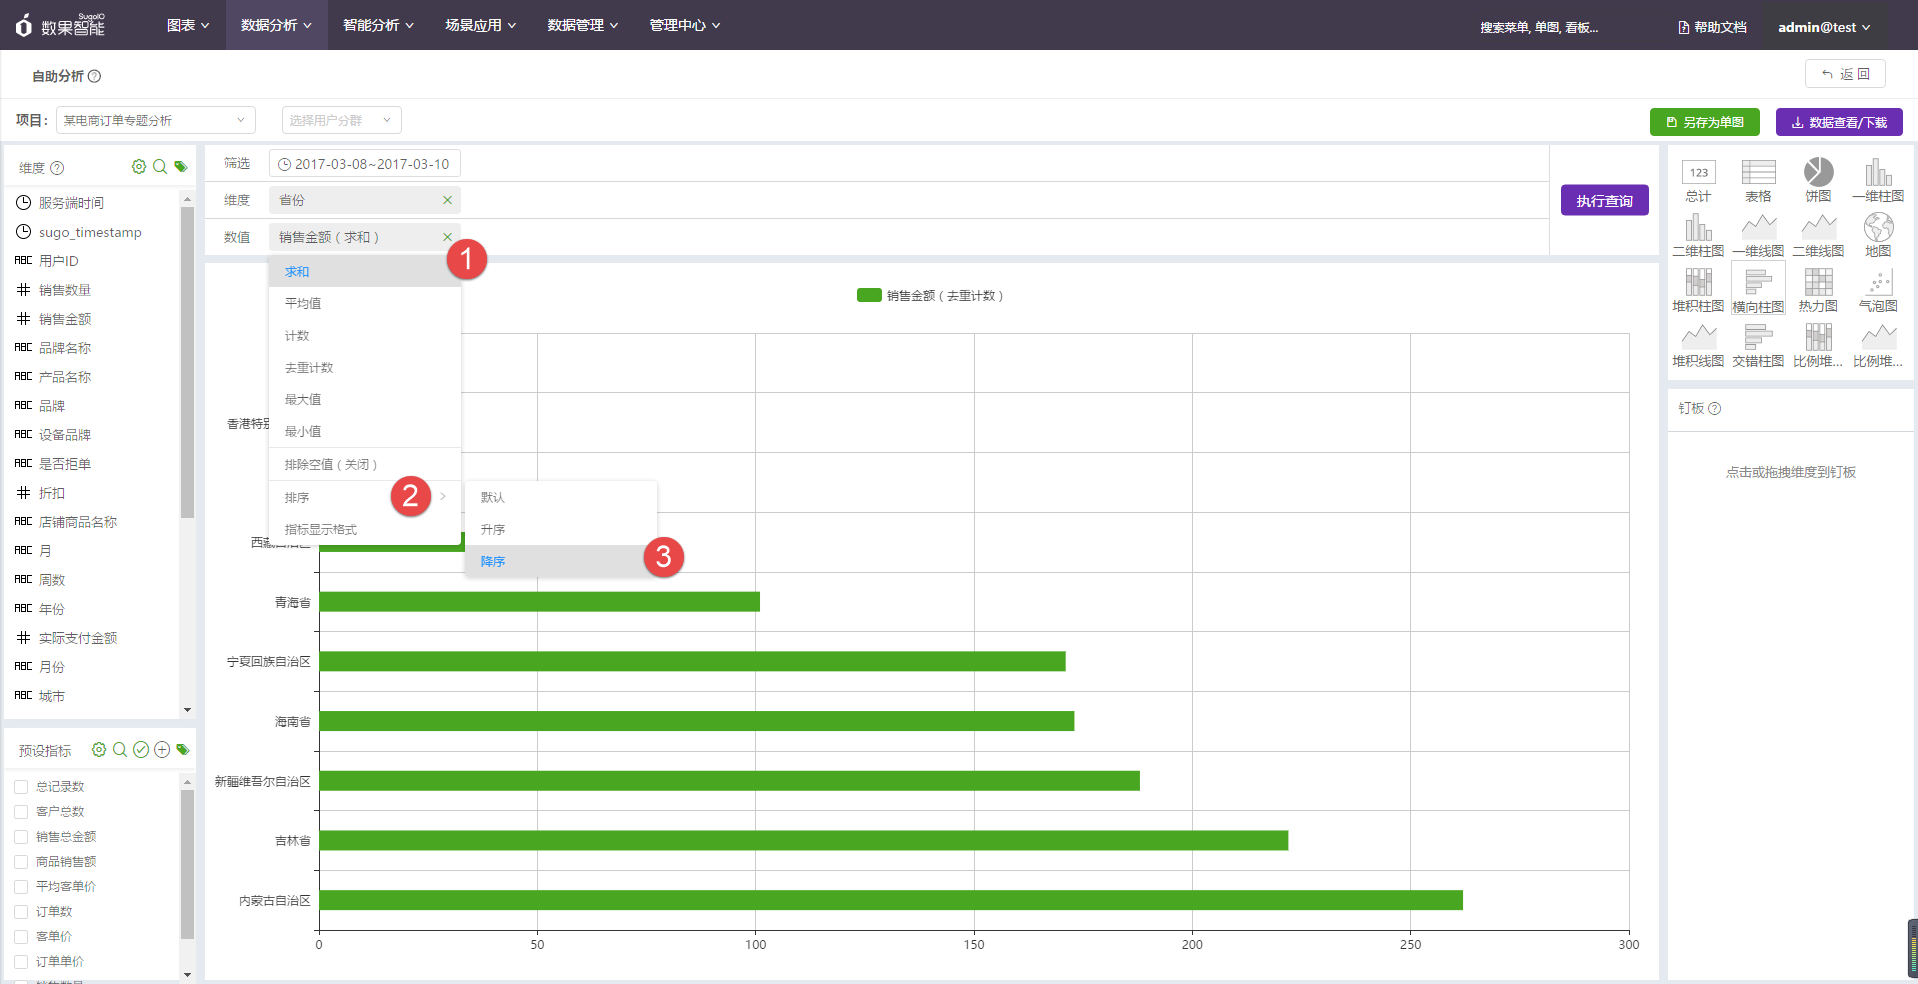 SugoIO
数果智能
图表
数据分析
智能分析
场景应用
数据管理
管理中心
搜索菜单, 单图, 看板...
帮助文档
admin@test
自助分析
返 回
项目：
某电商订单专题分析
选择用户分群
另存为单图
数据查看/下载
维度
服务端时间
sugo_timestamp
ABC 用户ID
销售数量
销售金额
ABC 品牌名称
ABC 产品名称
ABC 品牌
ABC 设备品牌
ABC 是否拒单
折扣
ABC 店铺商品名称
ABC 月
ABC 周数
ABC 年份
实际支付金额
ABC 月份
ABC 城市
预设指标
总记录数
客户总数
销售总金额
商品销售额
平均客单价
订单数
客单价
订单单价
筛选
2017-03-08~2017-03-10
维度
省份
数值
销售金额（求和）
执行查询
1
求和
平均值
计数
去重计数
最大值
最小值
排除空值（关闭）
排序
2
指标显示格式
默认
升序
降序
3
销售金额（去重计数）
香港特别
西藏自治区
青海省
宁夏回族自治区
海南省
新疆维吾尔自治区
吉林省
内蒙古自治区
0
50
100
150
200
250
300
123
总计
表格
饼图
一维柱图
二维柱图
一维线图
二维线图
地图
堆积柱图
横向柱图
热力图
气泡图
堆积线图
交错柱图
比例堆...
比例堆...
钉板
点击或拖拽维度到钉板